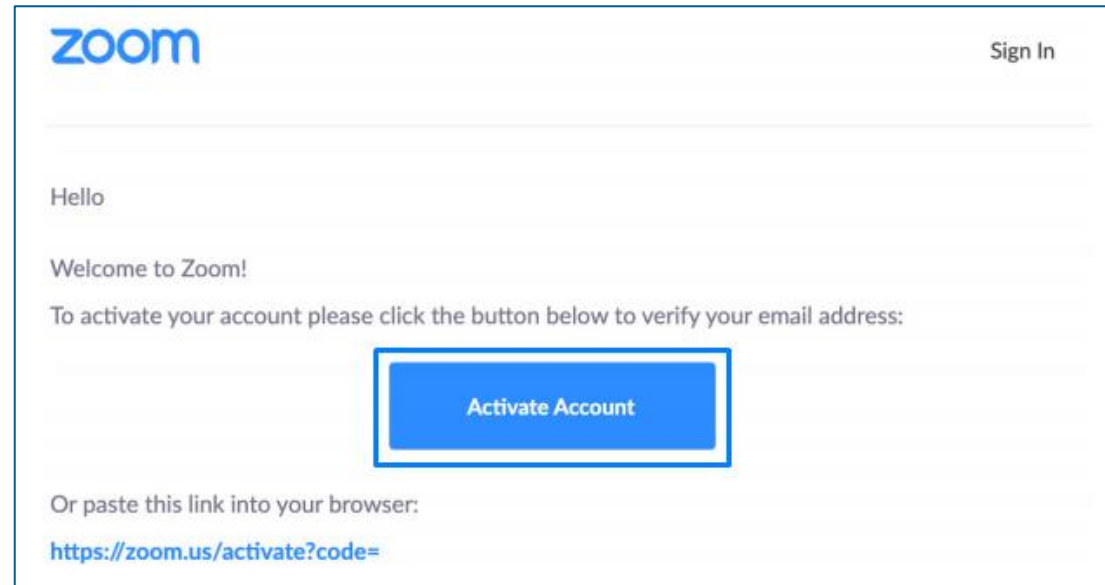 zoom
Sign In
Hello
Welcome to Zoom!
To activate your account please click the button below to verify your email address:
Activate Account
Or paste this link into your browser:
https://zoom.us/activate?code=